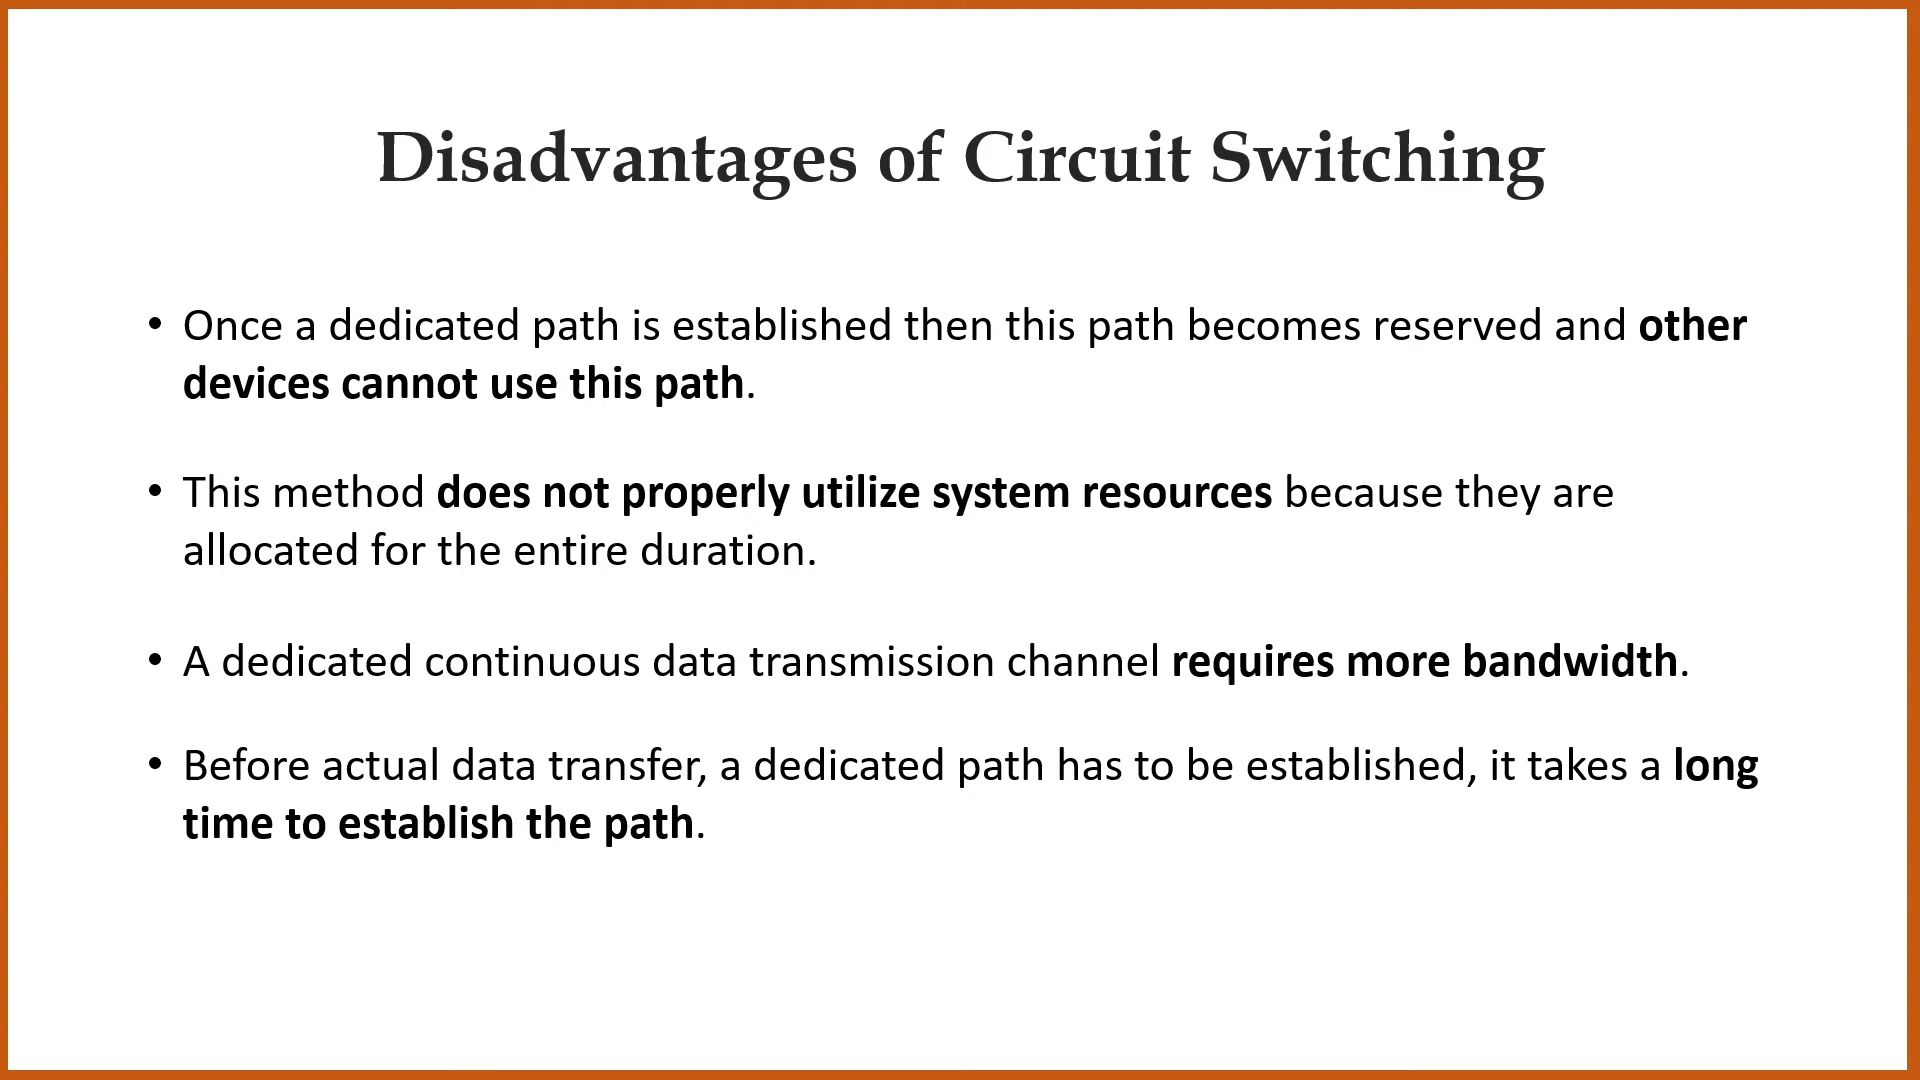 Disadvantages of Circuit Switching
• Once a dedicated path is established then this path becomes reserved and other
devices cannot use this path.
• This method does not properly utilize system resources because they are
allocated for the entire duration.
• A dedicated continuous data transmission channel requires more bandwidth.
• Before actual data transfer, a dedicated path has to be established, it takes a long
time to establish the path.